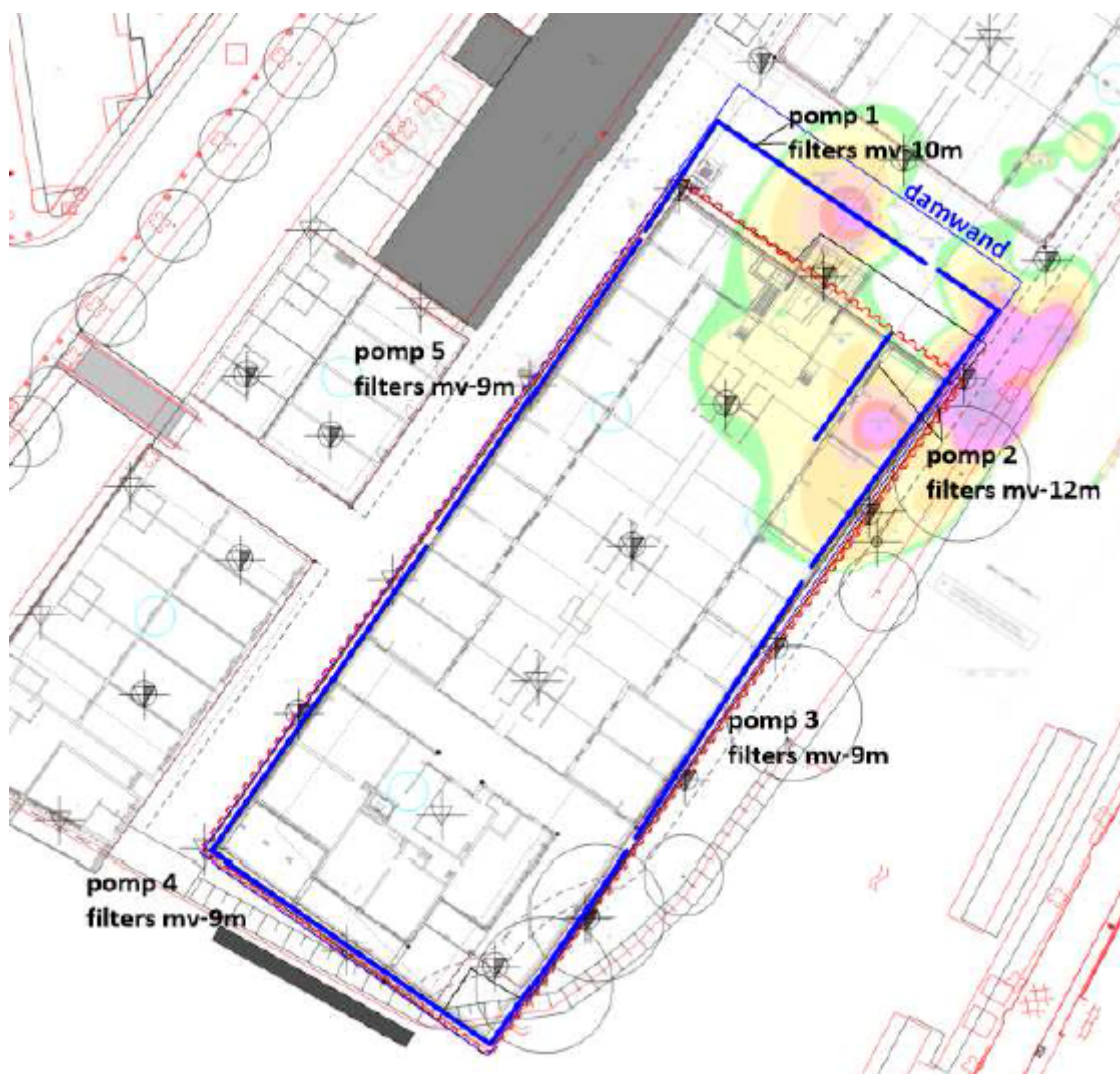 pomp 1
filters mv-10m
damwand
pomp 5
filters mv-9m
pomp 2
filters mv-12m
pomp 3
filters mv-9m
pomp 4
filters mv-9m